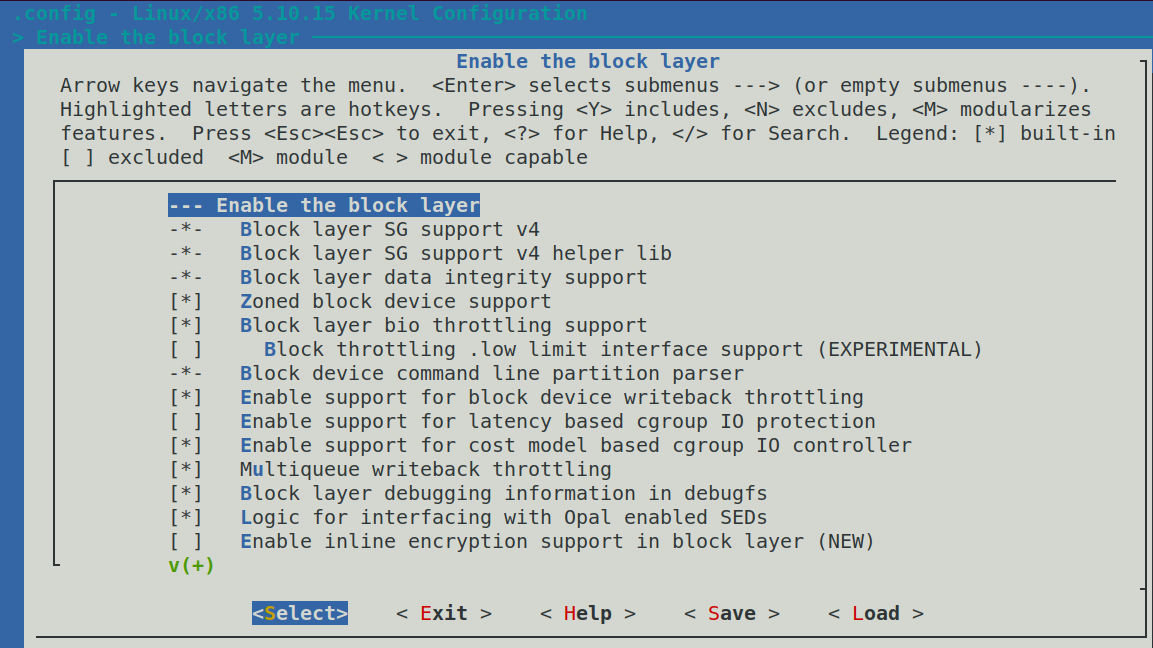 .config - Linux/x86 5.10.15 Kernel Configuration
> Enable the block layer
Enable the block layer
Arrow keys navigate the menu.  <Enter> selects submenus ---> (or empty submenus ----).
Highlighted letters are hotkeys.  Pressing <Y> includes, <N> excludes, <M> modularizes
features.  Press <Esc><Esc> to exit, <?> for Help, </> for Search.  Legend: [*] built-in
[ ] excluded  <M> module  < > module capable
--- Enable the block layer
-*-   Block layer SG support v4
-*-   Block layer SG support v4 helper lib
-*-   Block layer data integrity support
[*]   Zoned block device support
[*]   Block layer bio throttling support
[ ]     Block throttling .low limit interface support (EXPERIMENTAL)
-*-   Block device command line partition parser
[*]   Enable support for block device writeback throttling
[ ]   Enable support for latency based cgroup IO protection
[*]   Enable support for cost model based cgroup IO controller
[*]   Multiqueue writeback throttling
[*]   Block layer debugging information in debugfs
[*]   Logic for interfacing with Opal enabled SEDs
[ ]   Enable inline encryption support in block layer (NEW)
v(+)
<Select>    < Exit >    < Help >    < Save >    < Load >